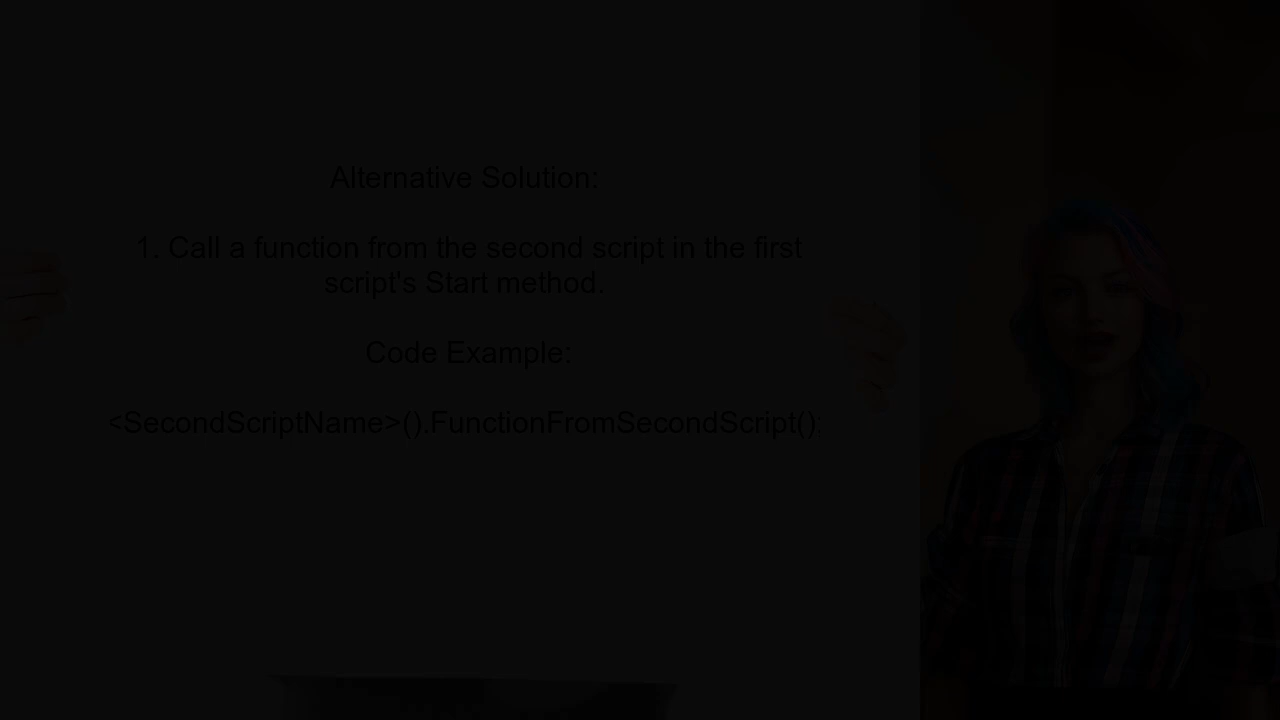 Alternative Solution:
1. Call a function from the second script in the first
script's Start method.
Code Example:
<SecondScriptName>().FunctionFromSecondScript();